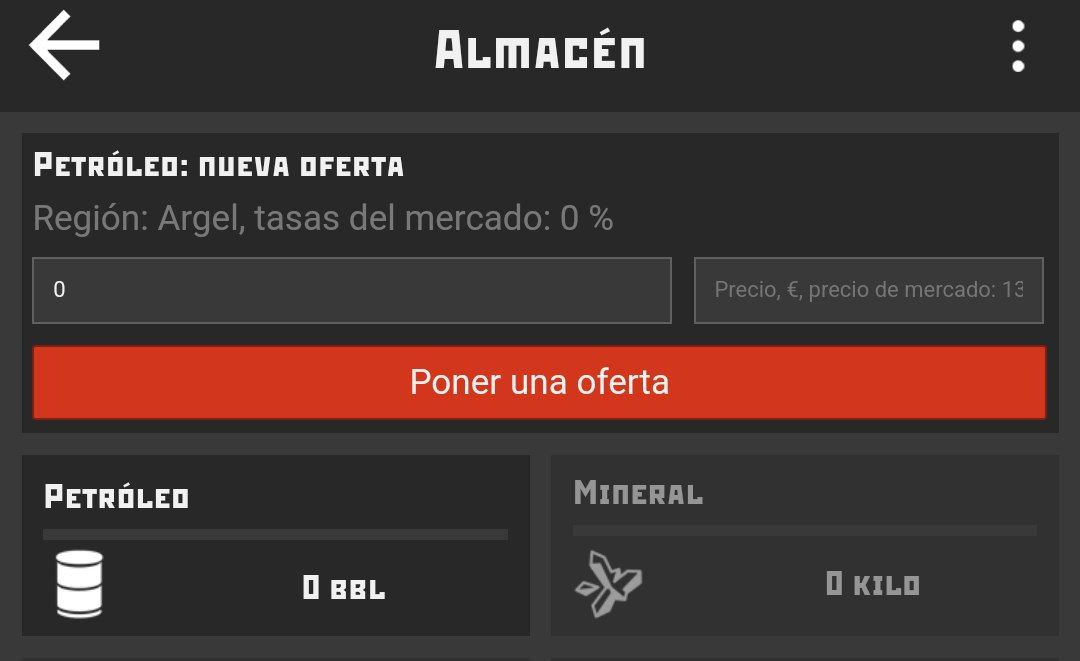 Almacén
Petróleo: nueva oferta
Región: Argel, tasas del mercado: 0 %
0
Precio, €, precio de mercado: 13
Poner una oferta
Petróleo
Mineral
0 bbl
0 kilo